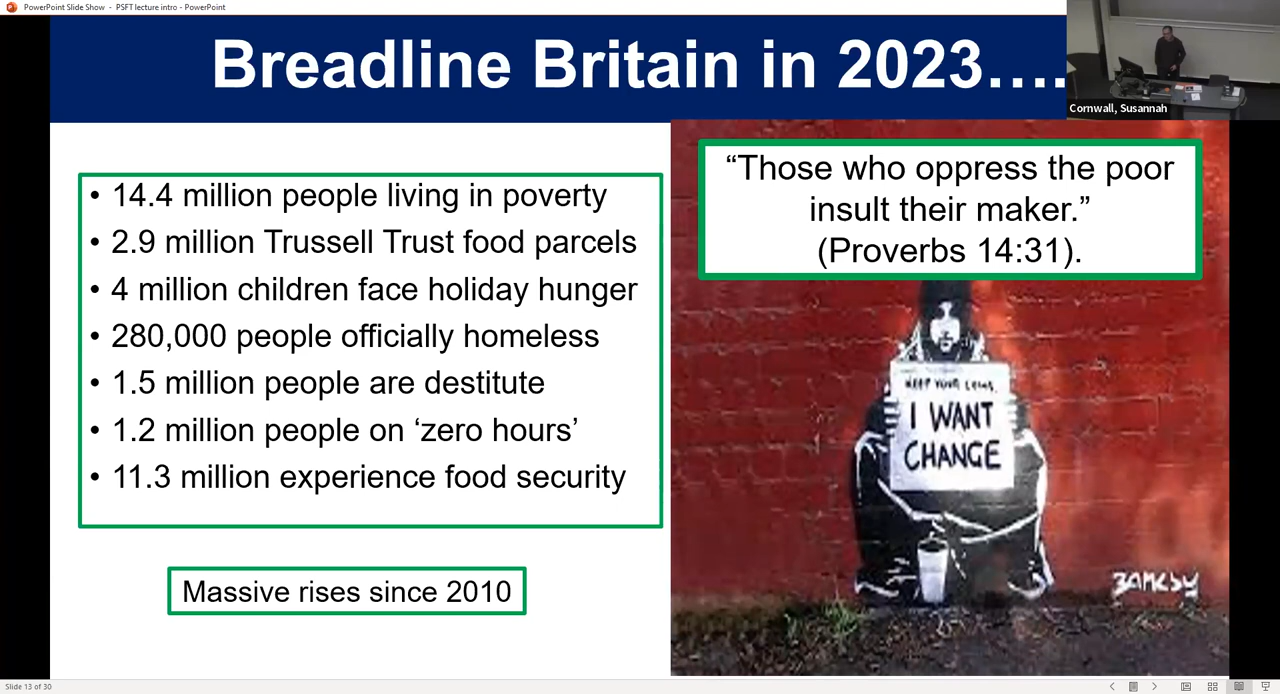 PowerPoint Slide Show - PSFT lecture intro - PowerPoint
Breadline Britain in 2023….
Cornwall, Susannah
• 14.4 million people living in poverty
• 2.9 million Trussell Trust food parcels
• 4 million children face holiday hunger
• 280,000 people officially homeless
• 1.5 million people are destitute
• 1.2 million people on ‘zero hours’
• 11.3 million experience food security
Massive rises since 2010
“Those who oppress the poor
insult their maker.”
(Proverbs 14:31).
KEEP YOUR COINS,
I WANT
CHANGE
BANKSY
Slide 13 of 30